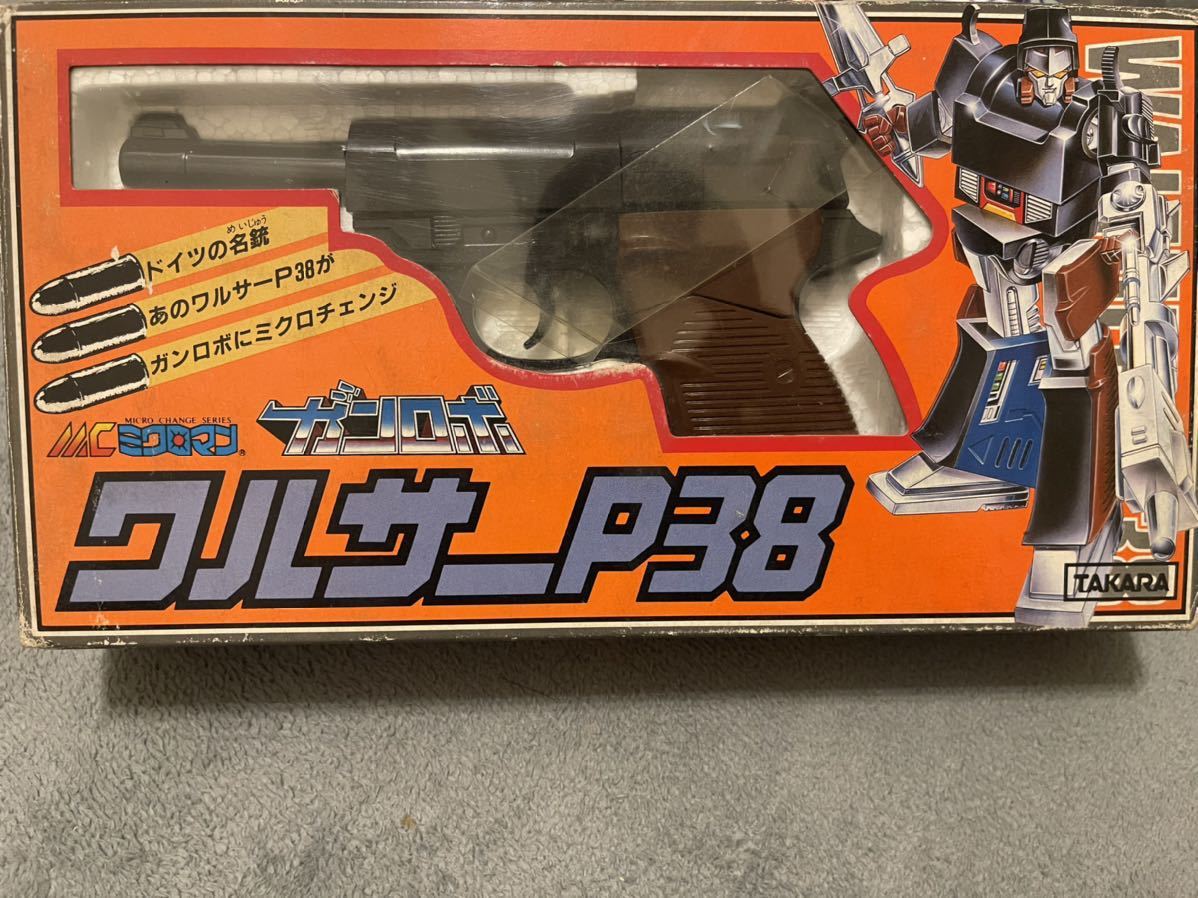 ドイツの名銃
めいじゅう
あのワルサーP38が
ガンロボにミクロチェンジ
MICRO CHANGE SERIES
MCミクロマン®
ガンロボ
ワルサーP38
TAKARA